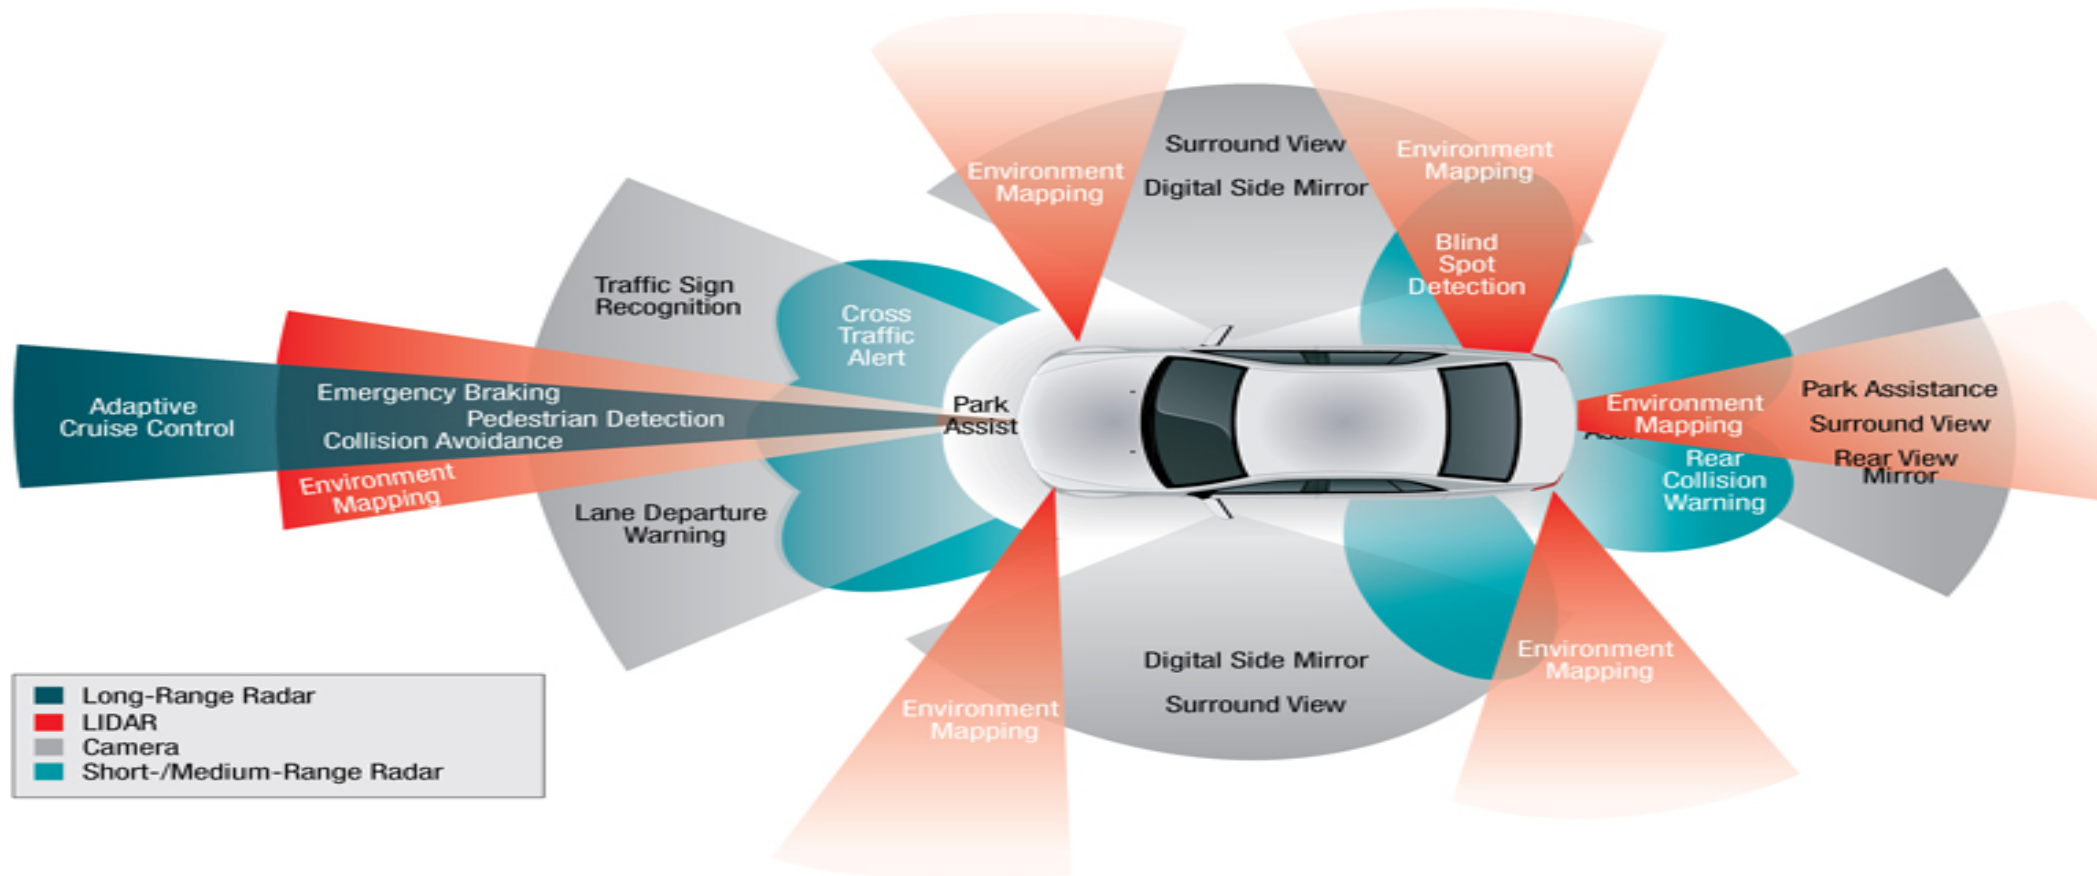 Surround View
Digital Side Mirror
Environment
Mapping
Environment
Mapping
Blind
Spot
Detection
Traffic Sign
Recognition
Cross
Traffic
Alert
Adaptive
Cruise Control
Emergency Braking
Pedestrian Detection
Collision Avoidance
Environment
Mapping
Lane Departure
Warning
Park
Assist
Environment
Mapping
Rear
Collision
Warning
Park Assistance
Surround View
Rear View
Mirror
Environment
Mapping
Digital Side Mirror
Surround View
Environment
Mapping
Long-Range Radar
LIDAR
Camera
Short-/Medium-Range Radar